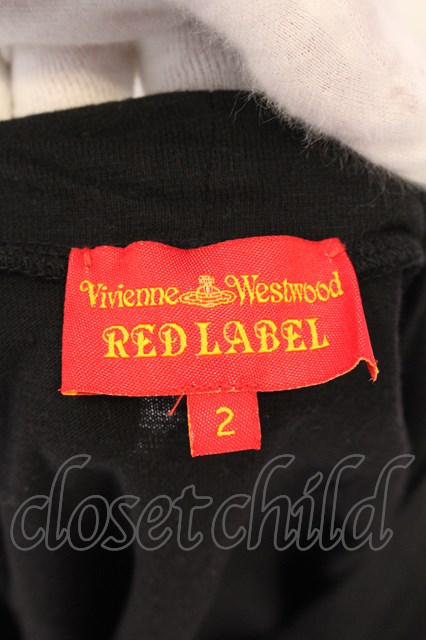 Vivienne Westwood
RED LABEL
2
closetchild